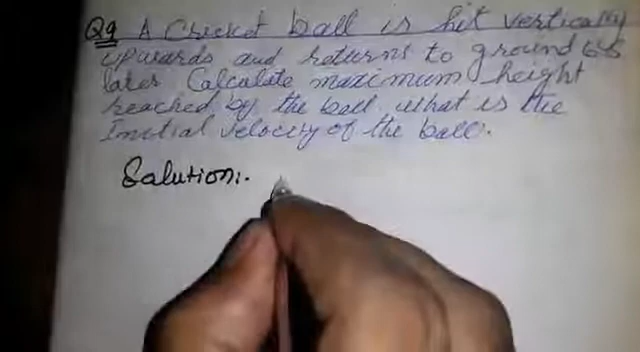 Q9 A Cricket ball is hit vertically
upwards and returns to ground 6s
later Calculate maximum height
reached by the ball. what is the
Initial velocity of the ball.
Solution:.